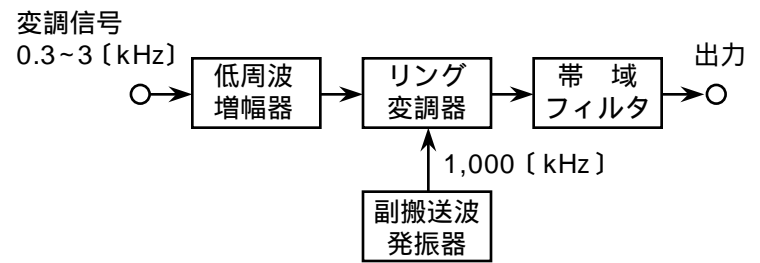 変調信号
0.3~3〔kHz〕
低周波
増幅器
リング
変調器
帯　域
フィルタ
出力
1,000〔kHz〕
副搬送波
発振器